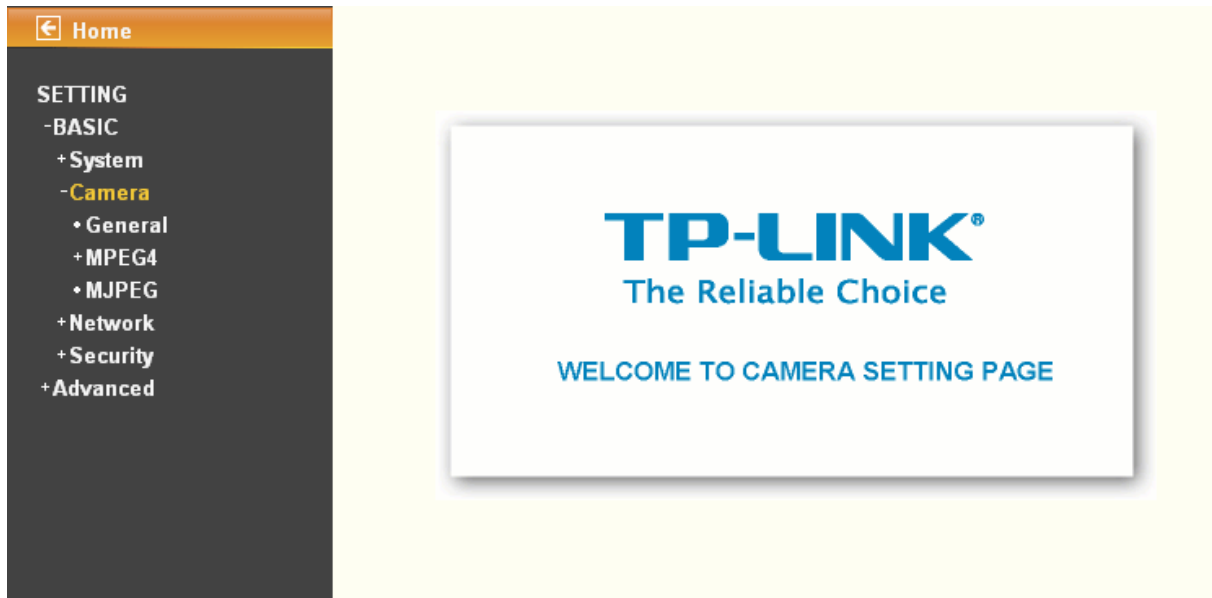 Home
SETTING
-BASIC
+System
-Camera
•General
+MPEG4
•MJPEG
+Network
+Security
+Advanced
TP-LINK®
The Reliable Choice
WELCOME TO CAMERA SETTING PAGE